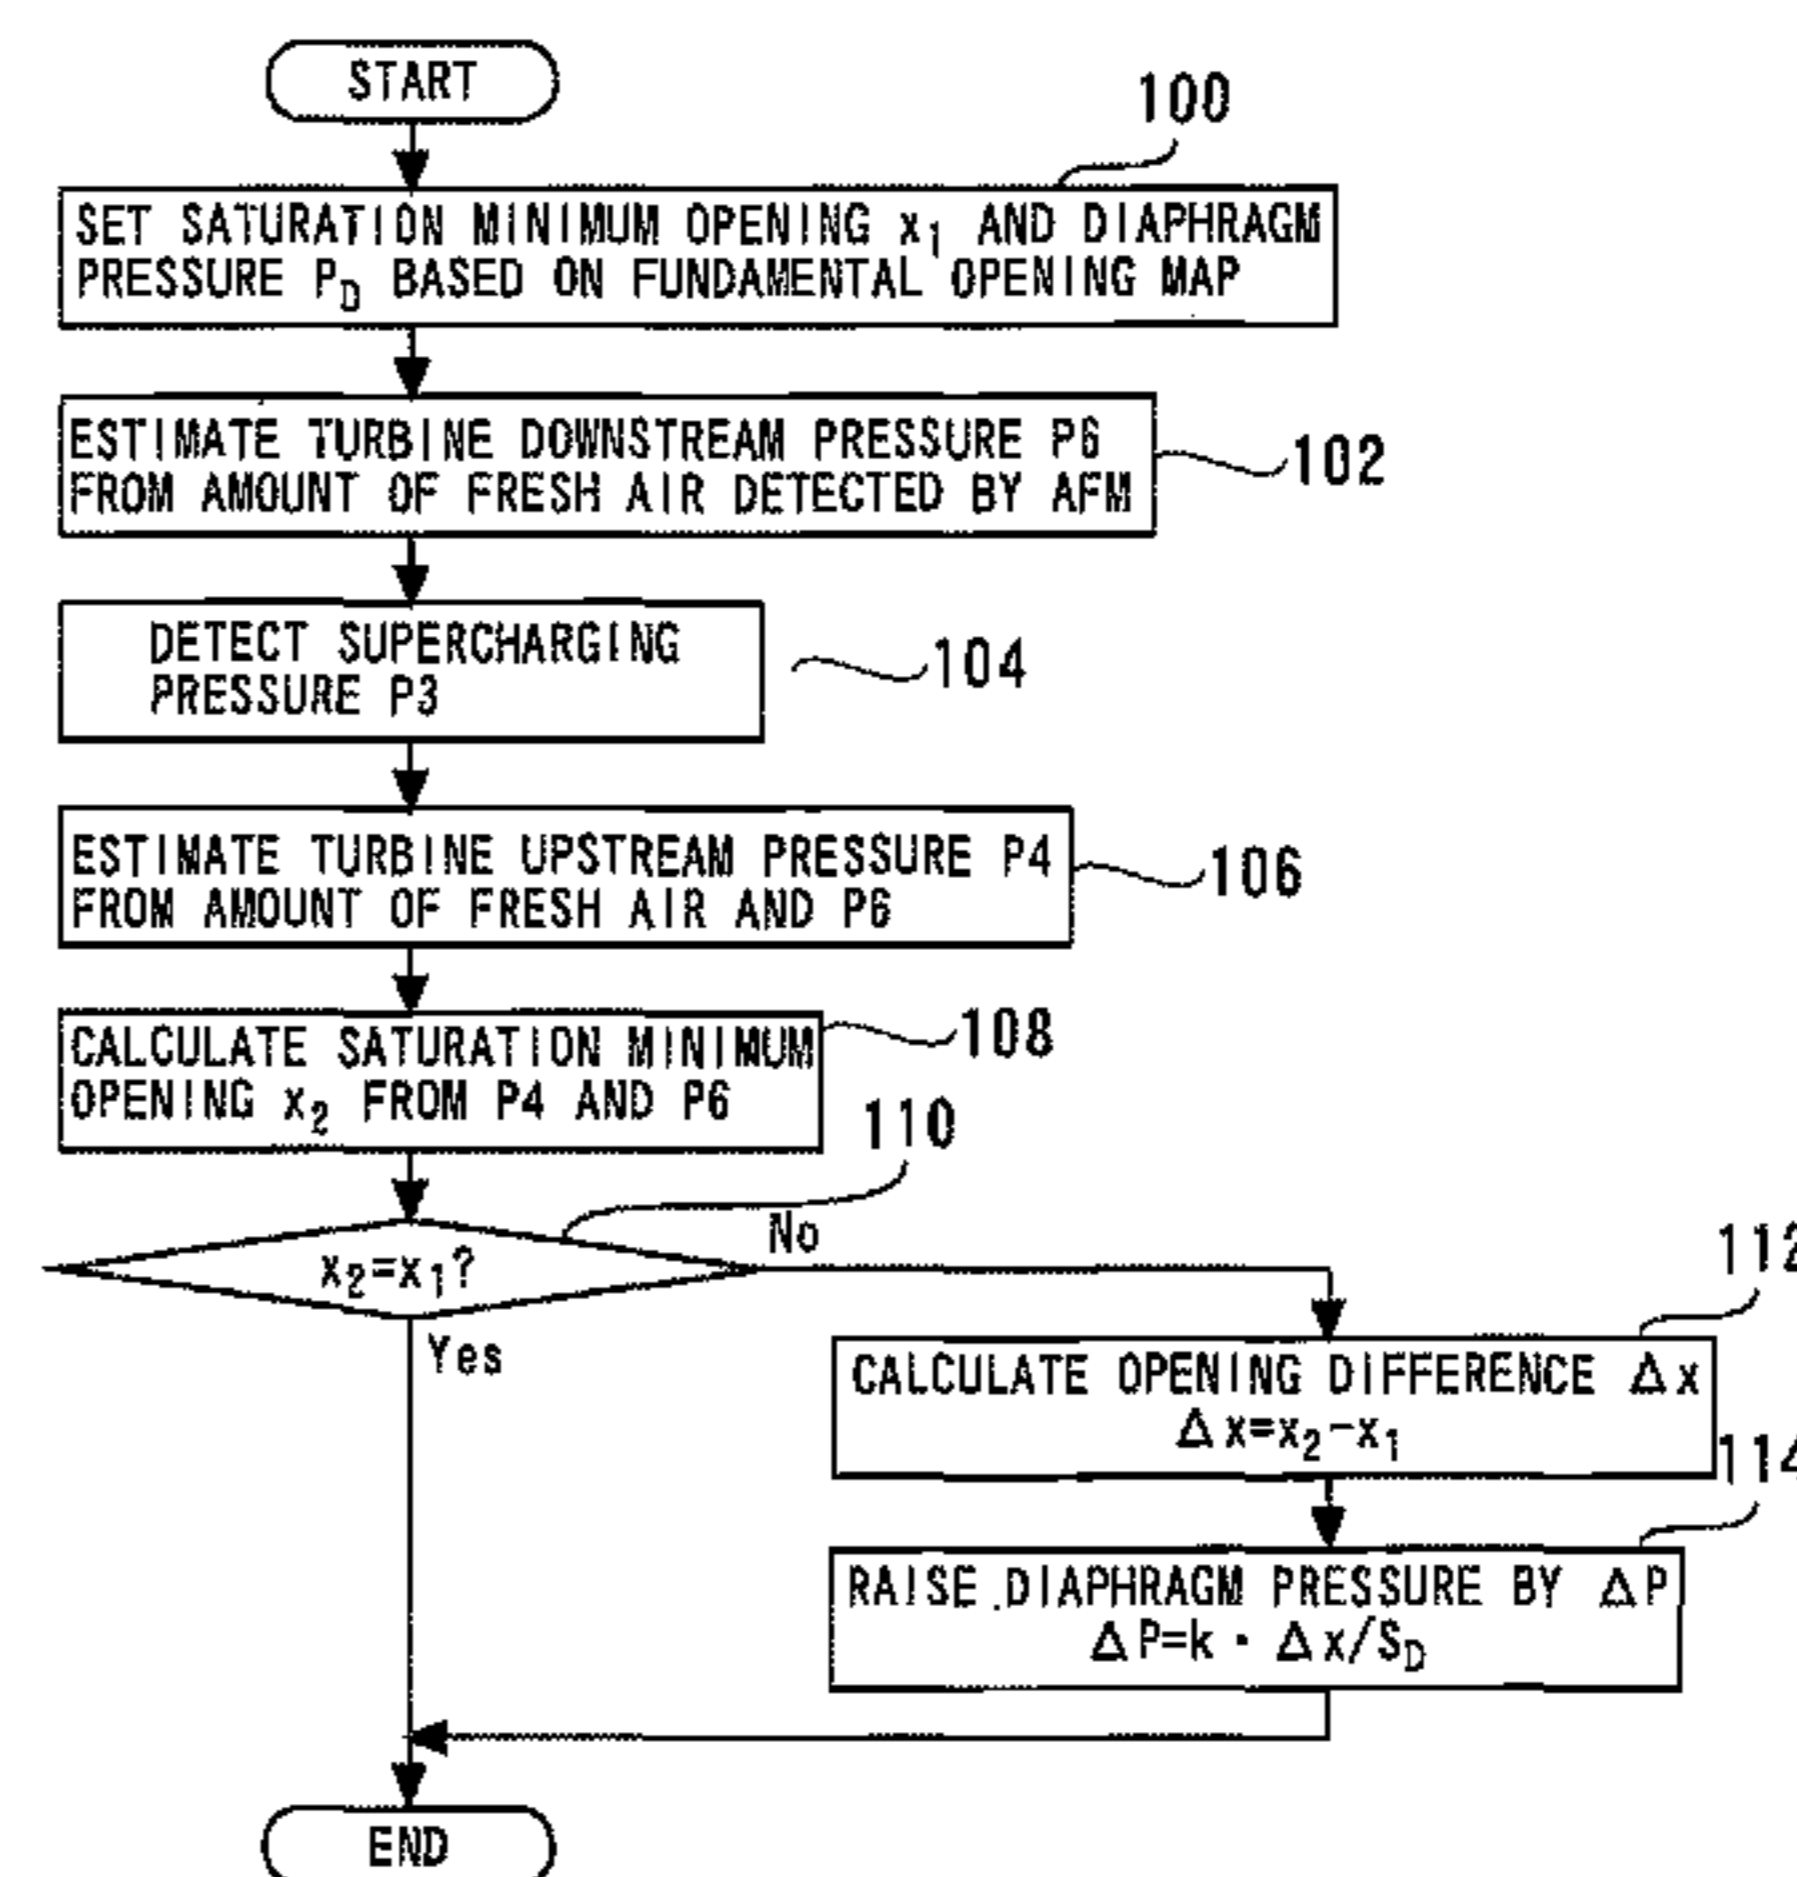 START
100
SET SATURATION MINIMUM OPENING x₁ AND DIAPHRAGM
PRESSURE P_D BASED ON FUNDAMENTAL OPENING MAP
ESTIMATE TURBINE DOWNSTREAM PRESSURE P6
FROM AMOUNT OF FRESH AIR DETECTED BY AFM
102
DETECT SUPERCHARGING
PRESSURE P3
104
ESTIMATE TURBINE UPSTREAM PRESSURE P4
FROM AMOUNT OF FRESH AIR AND P6
106
CALCULATE SATURATION MINIMUM
OPENING x₂ FROM P4 AND P6
108
110
x₂=x₁?
No
Yes
112
CALCULATE OPENING DIFFERENCE Δx
Δx=x₂-x₁
114
RAISE DIAPHRAGM PRESSURE BY ΔP
ΔP=k・Δx/S_D
END